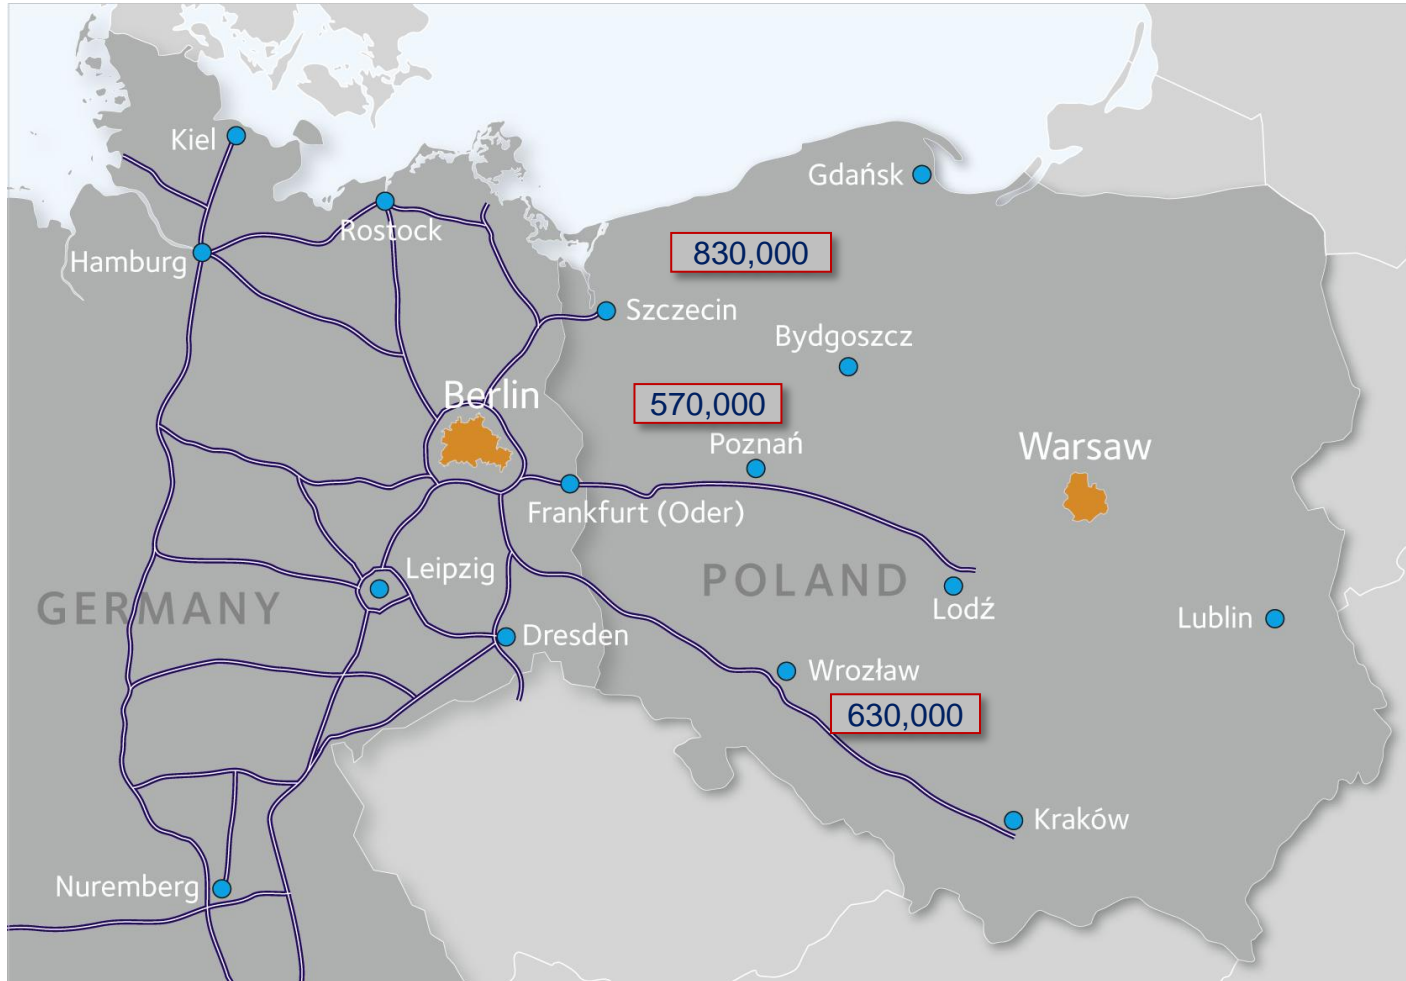 Kiel
Gdańsk
Rostock
830,000
Hamburg
Szczecin
Bydgoszcz
Berlin
570,000
Poznań
Warsaw
Frankfurt (Oder)
Leipzig
POLAND
GERMANY
Lodź
Lublin
Dresden
Wrozław
630,000
Kraków
Nuremberg